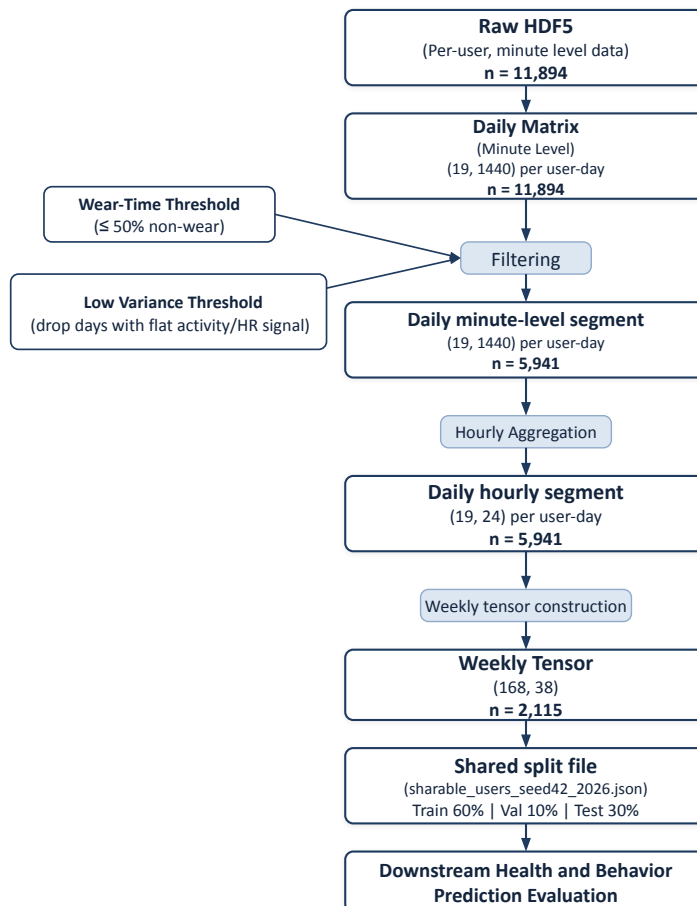 Raw HDF5
(Per-user, minute level data)
n = 11,894
Daily Matrix
(Minute Level)
(19, 1440) per user-day
n = 11,894
Wear-Time Threshold
(≤ 50% non-wear)
Filtering
Low Variance Threshold
(drop days with flat activity/HR signal)
Daily minute-level segment
(19, 1440) per user-day
n = 5,941
Hourly Aggregation
Daily hourly segment
(19, 24) per user-day
n = 5,941
Weekly tensor construction
Weekly Tensor
(168, 38)
n = 2,115
Shared split file
(sharable_users_seed42_2026.json)
Train 60% | Val 10% | Test 30%
Downstream Health and Behavior
Prediction Evaluation